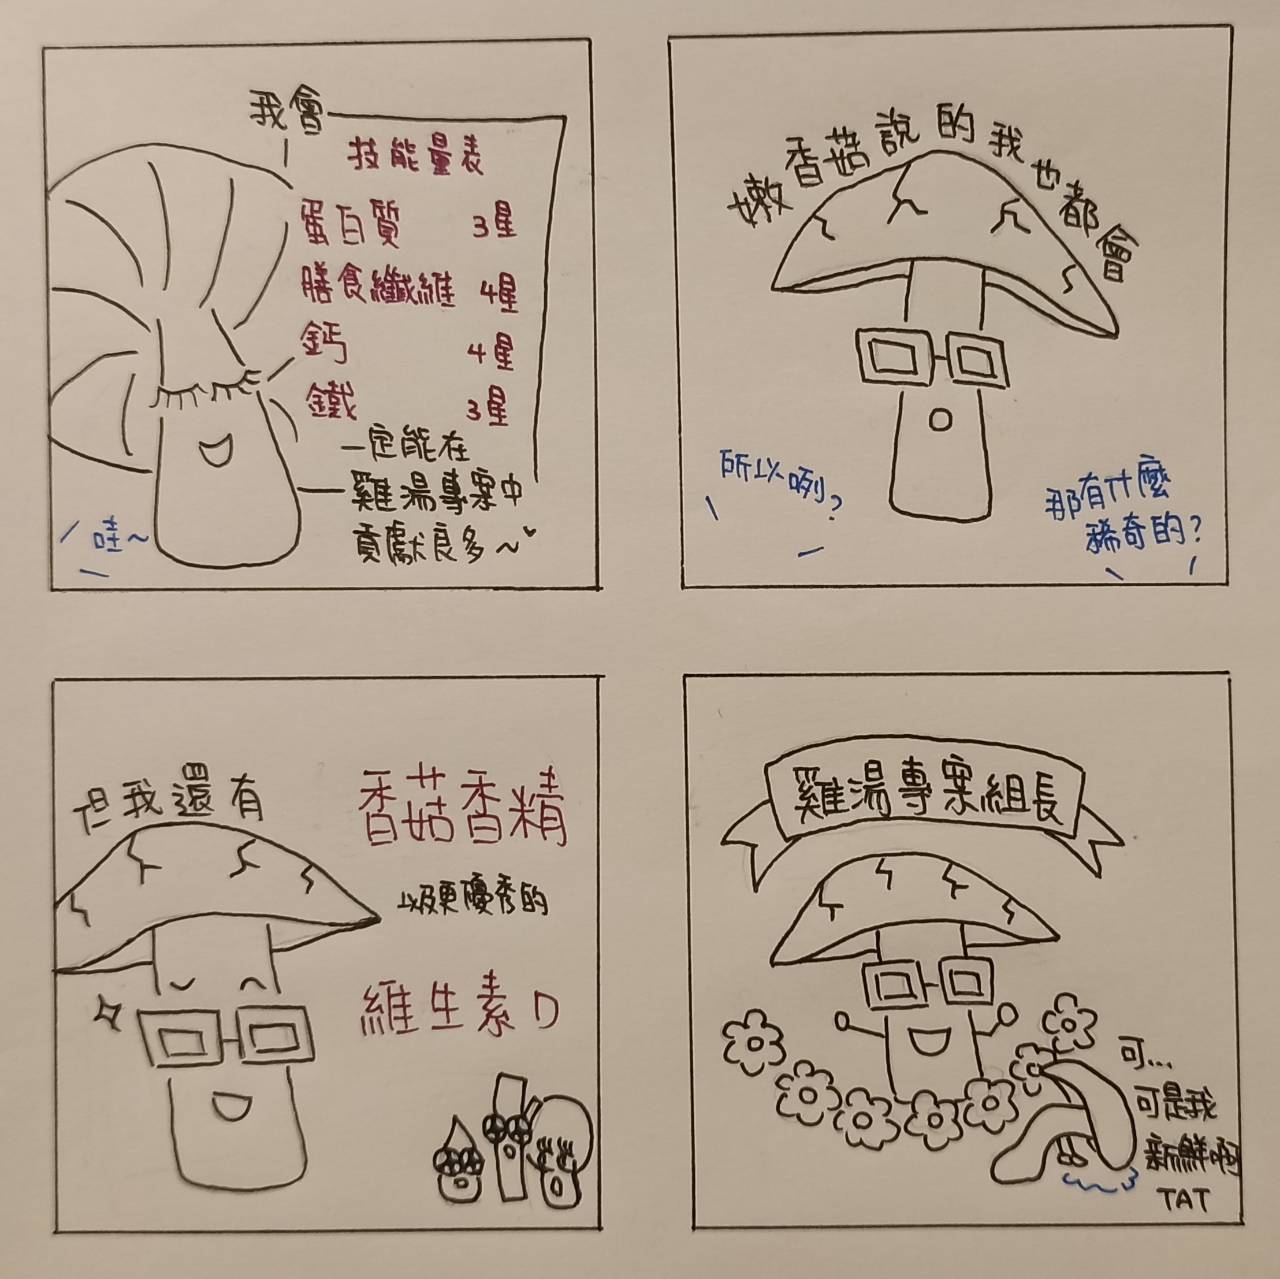 我會
技能量表
蛋白質 3星
膳食纖維 4星
鈣 4星
鐵 3星
一定能在
雞湯專案中
貢獻良多~
哇~
嫩香菇說的我也都會
所以咧?
那有什麼
稀奇的?
但我還有
香菇香精
以及更優秀的
維生素D
雞湯專案組長
可...
可是我
新鮮啊
TAT